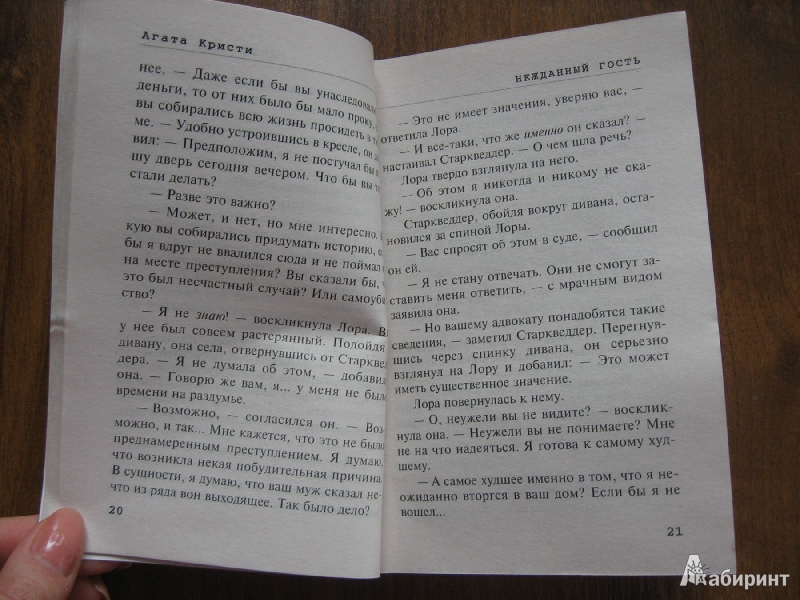 Агата Кристи
нее. — Даже если бы вы унаследовали
деньги, то от них было бы мало проку,
вы собирались всю жизнь просидеть в
ме. — Удобно устроившись в кресле, он
вил: — Предположим, я не постучал бы
шу дверь сегодня вечером. Что бы вы
стали делать?
— Разве это важно?
— Может, и нет, но мне интересно.
кую вы собирались придумать историю,
бы я вдруг не ввалился сюда и не поймал
на месте преступления? Вы сказали бы,
это был несчастный случай? Или самоуби
ство?
— Я не знаю! — воскликнула Лора.
у нее был совсем растерянный. Подойдя
дивану, она села, отвернувшись от Старквед
дера. — Я не думала об этом, — добави
она. — Говорю же вам, я... у меня не было
времени на раздумье.
— Возможно, — согласился он. — Воз
можно, и так... Мне кажется, что это не было
преднамеренным преступлением. Я думаю,
что возникла некая побудительная причина.
В сущности, я думаю, что ваш муж сказал не-
что из ряда вон выходящее. Так было дело?
20
НЕЖДАННЫЙ ГОСТЬ
— Это не имеет значения, уверяю вас, —
ответила Лора.
— И все-таки, что же именно он сказал? —
настаивал Старкведдер. — О чем шла речь?
Лора твердо взглянула на него.
— Об этом я никогда и никому не ска-
жу! — воскликнула она.
Старкведдер, обойдя вокруг дивана, оста-
новился за спиной Лоры.
— Вас спросят об этом в суде, — сообщил
он ей.
— Я не стану отвечать. Они не смогут за-
ставить меня ответить, — с мрачным видом
заявила она.
— Но вашему адвокату понадобятся такие
сведения, — заметил Старкведдер. Перегнув-
шись через спинку дивана, он серьезно
взглянул на Лору и добавил: — Это может
иметь существенное значение.
Лора повернулась к нему.
— О, неужели вы не видите? — восклик-
нула она. — Неужели вы не понимаете? Мне
не на что надеяться. Я готова к самому худ-
шему.
— А самое худшее именно в том, что я не-
ожиданно вторгся в ваш дом? Если бы я не
вошел...
21
Лабиринт